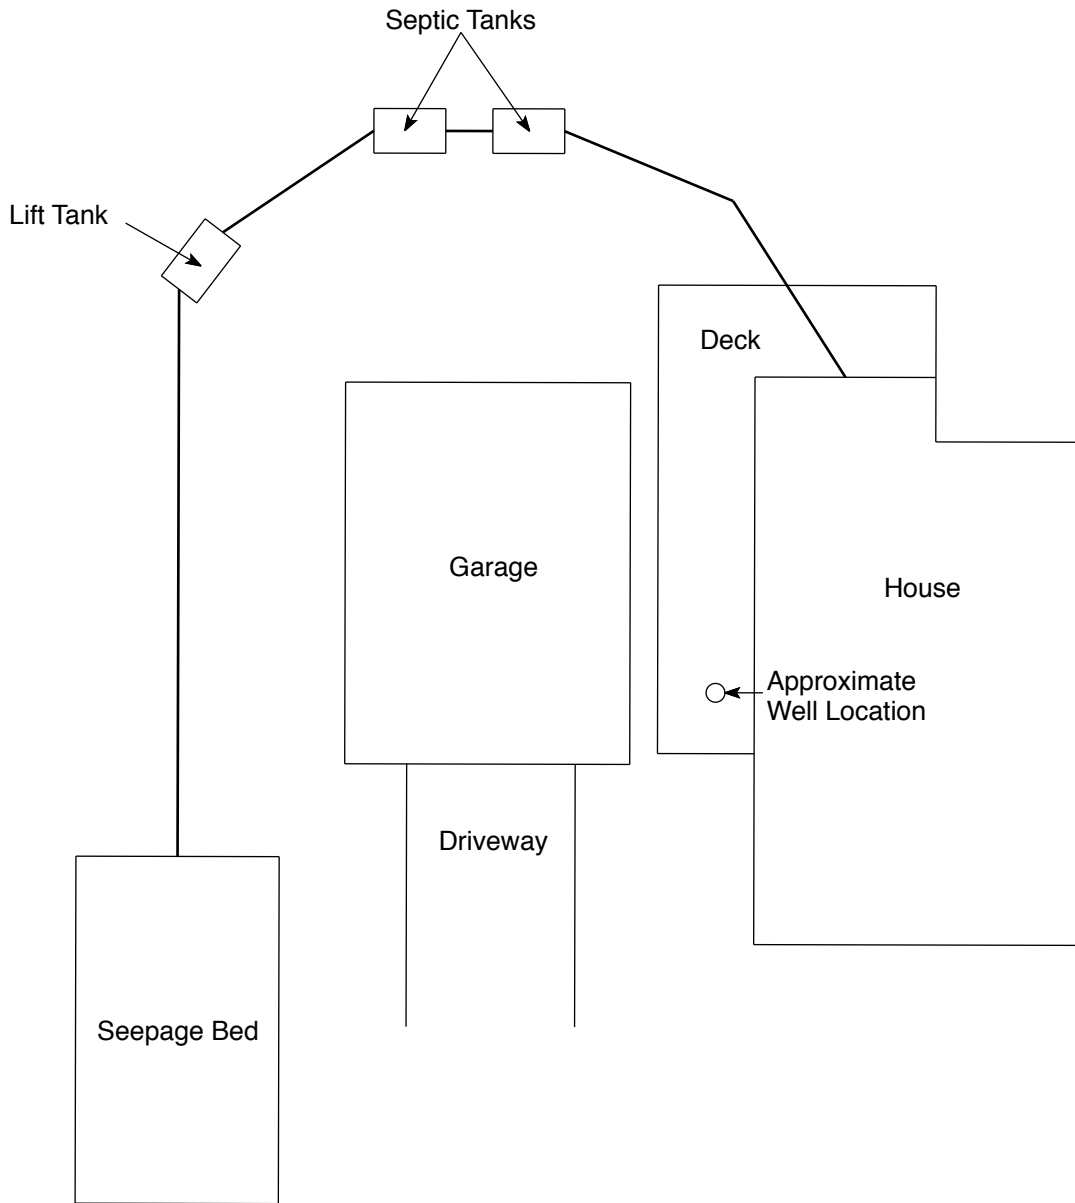 Septic Tanks
Lift Tank
Deck
Garage
House
Approximate
Well Location
Driveway
Seepage Bed